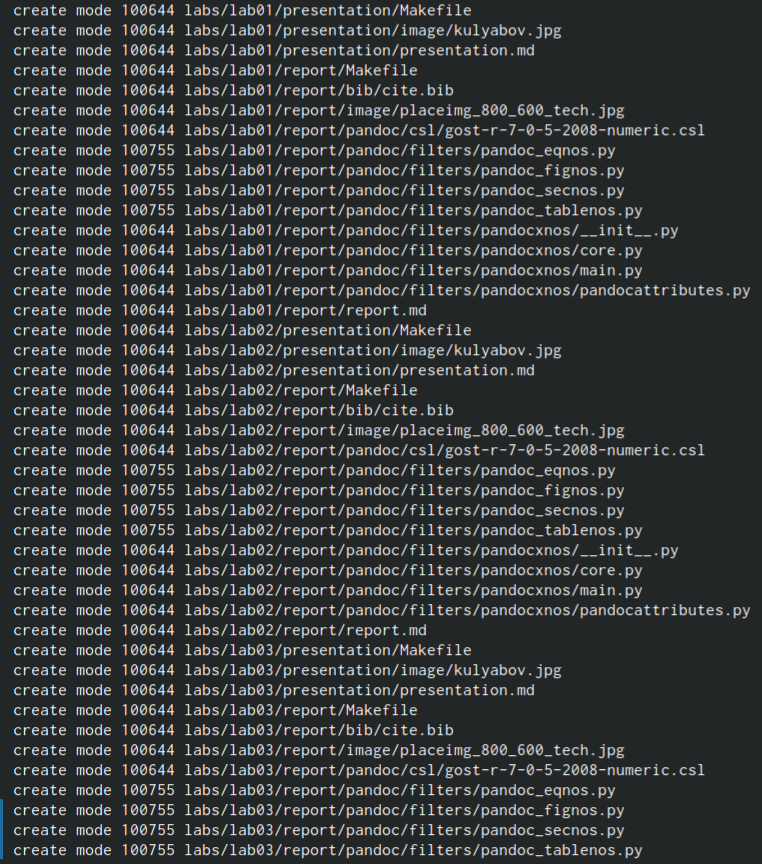 create mode 100644 labs/lab01/presentation/Makefile
create mode 100644 labs/lab01/presentation/image/kulyabov.jpg
create mode 100644 labs/lab01/presentation/presentation.md
create mode 100644 labs/lab01/report/Makefile
create mode 100644 labs/lab01/report/bib/cite.bib
create mode 100644 labs/lab01/report/image/placeimg_800_600_tech.jpg
create mode 100644 labs/lab01/report/pandoc/csl/gost-r-7-0-5-2008-numeric.csl
create mode 100755 labs/lab01/report/pandoc/filters/pandoc_eqnos.py
create mode 100755 labs/lab01/report/pandoc/filters/pandoc_fignos.py
create mode 100755 labs/lab01/report/pandoc/filters/pandoc_secnos.py
create mode 100755 labs/lab01/report/pandoc/filters/pandoc_tablenos.py
create mode 100644 labs/lab01/report/pandoc/filters/pandocxnos/__init__.py
create mode 100644 labs/lab01/report/pandoc/filters/pandocxnos/core.py
create mode 100644 labs/lab01/report/pandoc/filters/pandocxnos/main.py
create mode 100644 labs/lab01/report/pandoc/filters/pandocxnos/pandocattributes.py
create mode 100644 labs/lab01/report/report.md
create mode 100644 labs/lab02/presentation/Makefile
create mode 100644 labs/lab02/presentation/image/kulyabov.jpg
create mode 100644 labs/lab02/presentation/presentation.md
create mode 100644 labs/lab02/report/Makefile
create mode 100644 labs/lab02/report/bib/cite.bib
create mode 100644 labs/lab02/report/image/placeimg_800_600_tech.jpg
create mode 100644 labs/lab02/report/pandoc/csl/gost-r-7-0-5-2008-numeric.csl
create mode 100755 labs/lab02/report/pandoc/filters/pandoc_eqnos.py
create mode 100755 labs/lab02/report/pandoc/filters/pandoc_fignos.py
create mode 100755 labs/lab02/report/pandoc/filters/pandoc_secnos.py
create mode 100755 labs/lab02/report/pandoc/filters/pandoc_tablenos.py
create mode 100644 labs/lab02/report/pandoc/filters/pandocxnos/__init__.py
create mode 100644 labs/lab02/report/pandoc/filters/pandocxnos/core.py
create mode 100644 labs/lab02/report/pandoc/filters/pandocxnos/main.py
create mode 100644 labs/lab02/report/pandoc/filters/pandocxnos/pandocattributes.py
create mode 100644 labs/lab02/report/report.md
create mode 100644 labs/lab03/presentation/Makefile
create mode 100644 labs/lab03/presentation/image/kulyabov.jpg
create mode 100644 labs/lab03/presentation/presentation.md
create mode 100644 labs/lab03/report/Makefile
create mode 100644 labs/lab03/report/bib/cite.bib
create mode 100644 labs/lab03/report/image/placeimg_800_600_tech.jpg
create mode 100644 labs/lab03/report/pandoc/csl/gost-r-7-0-5-2008-numeric.csl
create mode 100755 labs/lab03/report/pandoc/filters/pandoc_eqnos.py
create mode 100755 labs/lab03/report/pandoc/filters/pandoc_fignos.py
create mode 100755 labs/lab03/report/pandoc/filters/pandoc_secnos.py
create mode 100755 labs/lab03/report/pandoc/filters/pandoc_tablenos.py